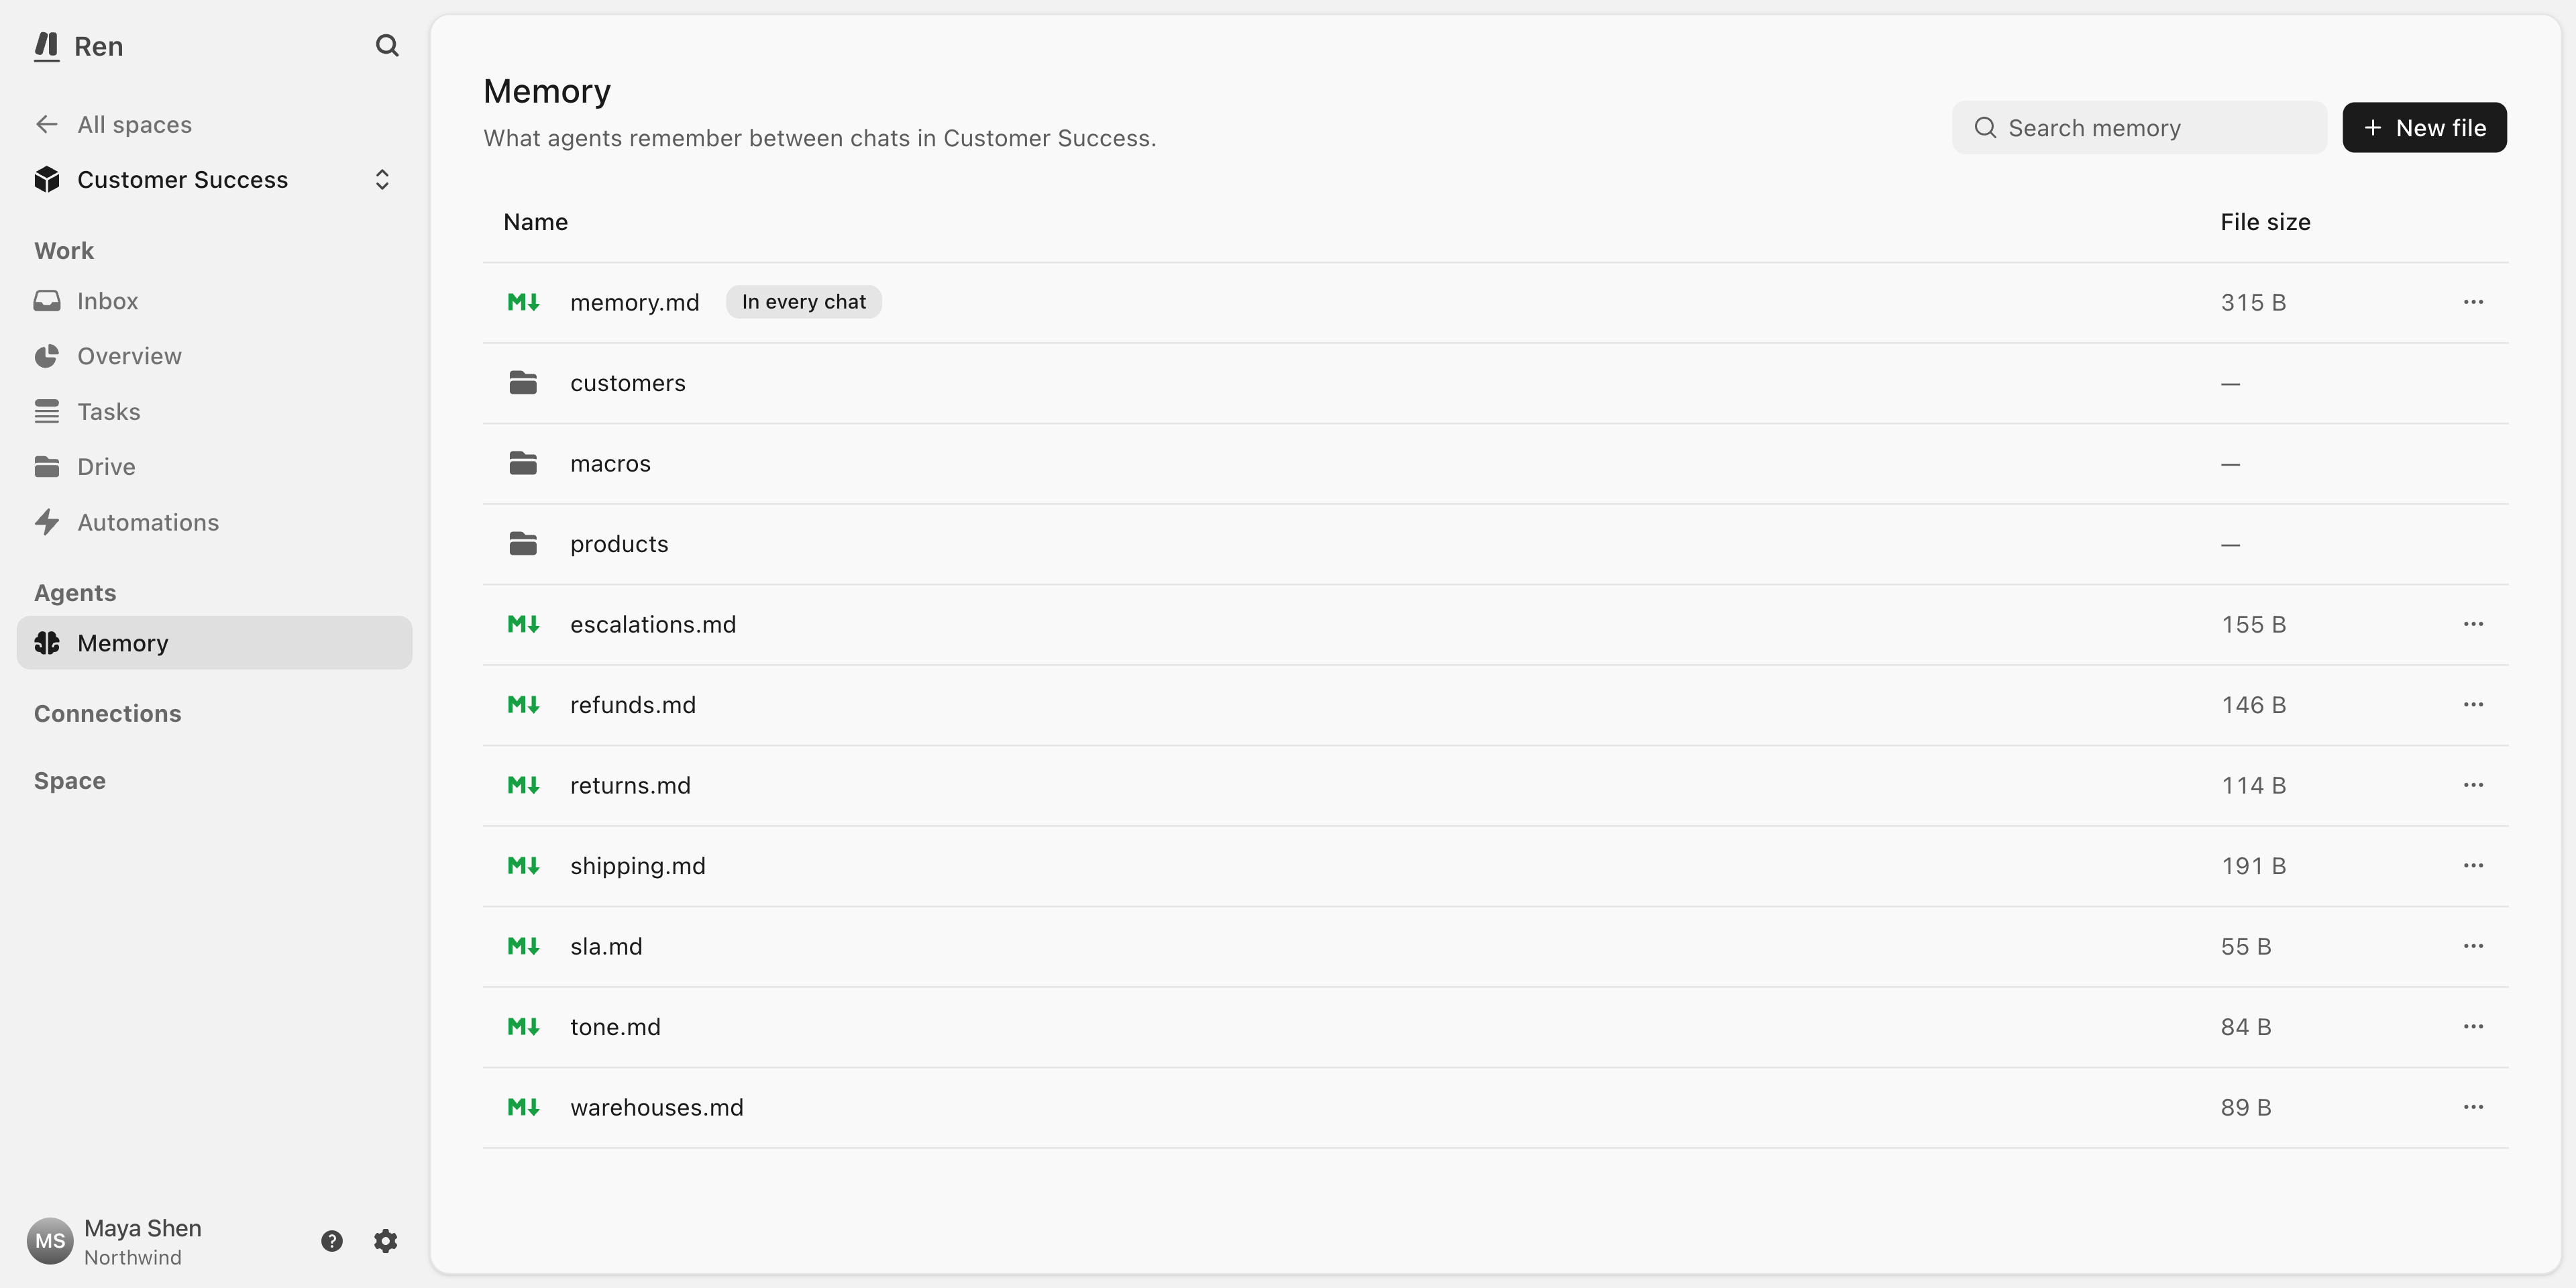 Ren
All spaces
Customer Success
Work
Inbox
Overview
Tasks
Drive
Automations
Agents
Memory
Connections
Space
MS
Maya Shen
Northwind
?
Memory
What agents remember between chats in Customer Success.
Search memory
+ New file
Name File size
M↓ memory.md In every chat 315 B ···
customers —
macros —
products —
M↓ escalations.md 155 B ···
M↓ refunds.md 146 B ···
M↓ returns.md 114 B ···
M↓ shipping.md 191 B ···
M↓ sla.md 55 B ···
M↓ tone.md 84 B ···
M↓ warehouses.md 89 B ···